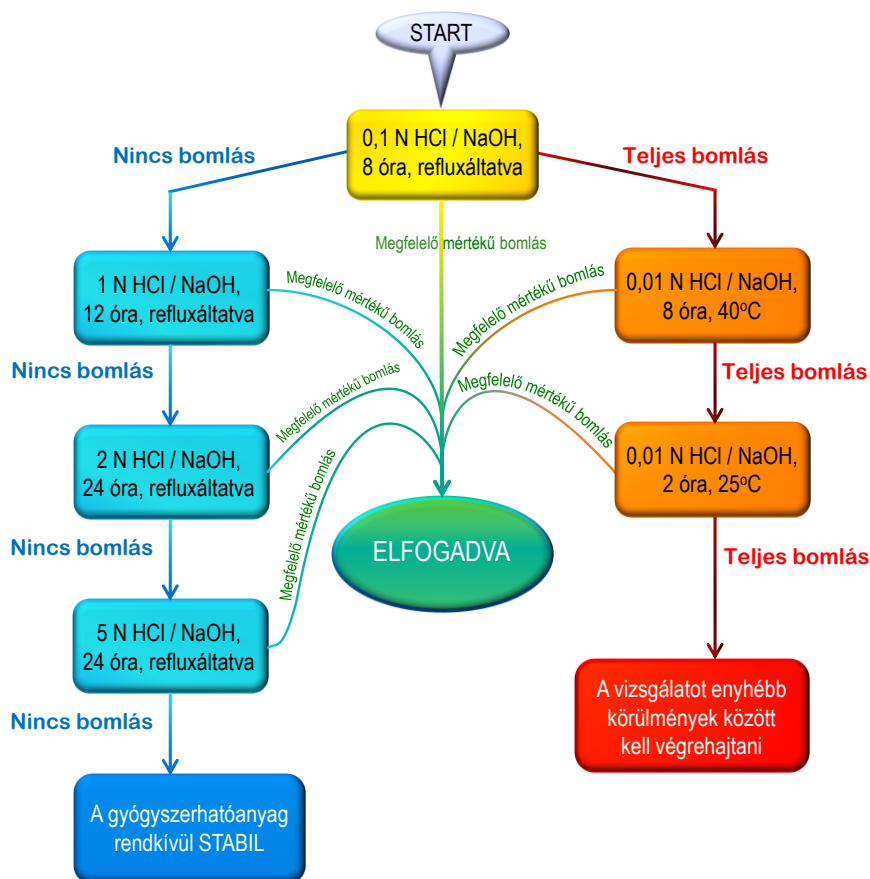 START
0,1 N HCl / NaOH,
8 óra, refluxáltatva
Nincs bomlás
Teljes bomlás
Megfelelő mértékű bomlás
1 N HCl / NaOH,
12 óra, refluxáltatva
Megfelelő mértékű bomlás
Megfelelő mértékű bomlás
0,01 N HCl / NaOH,
8 óra, 40ºC
Nincs bomlás
Teljes bomlás
2 N HCl / NaOH,
24 óra, refluxáltatva
Megfelelő mértékű bomlás
Megfelelő mértékű bomlás
0,01 N HCl / NaOH,
2 óra, 25ºC
Nincs bomlás
Megfelelő mértékű bomlás
ELFOGADVA
Teljes bomlás
5 N HCl / NaOH,
24 óra, refluxáltatva
A vizsgálatot enyhébb
körülmények között
kell végrehajtani
Nincs bomlás
A gyógyszerhatóanyag
rendkívül STABIL